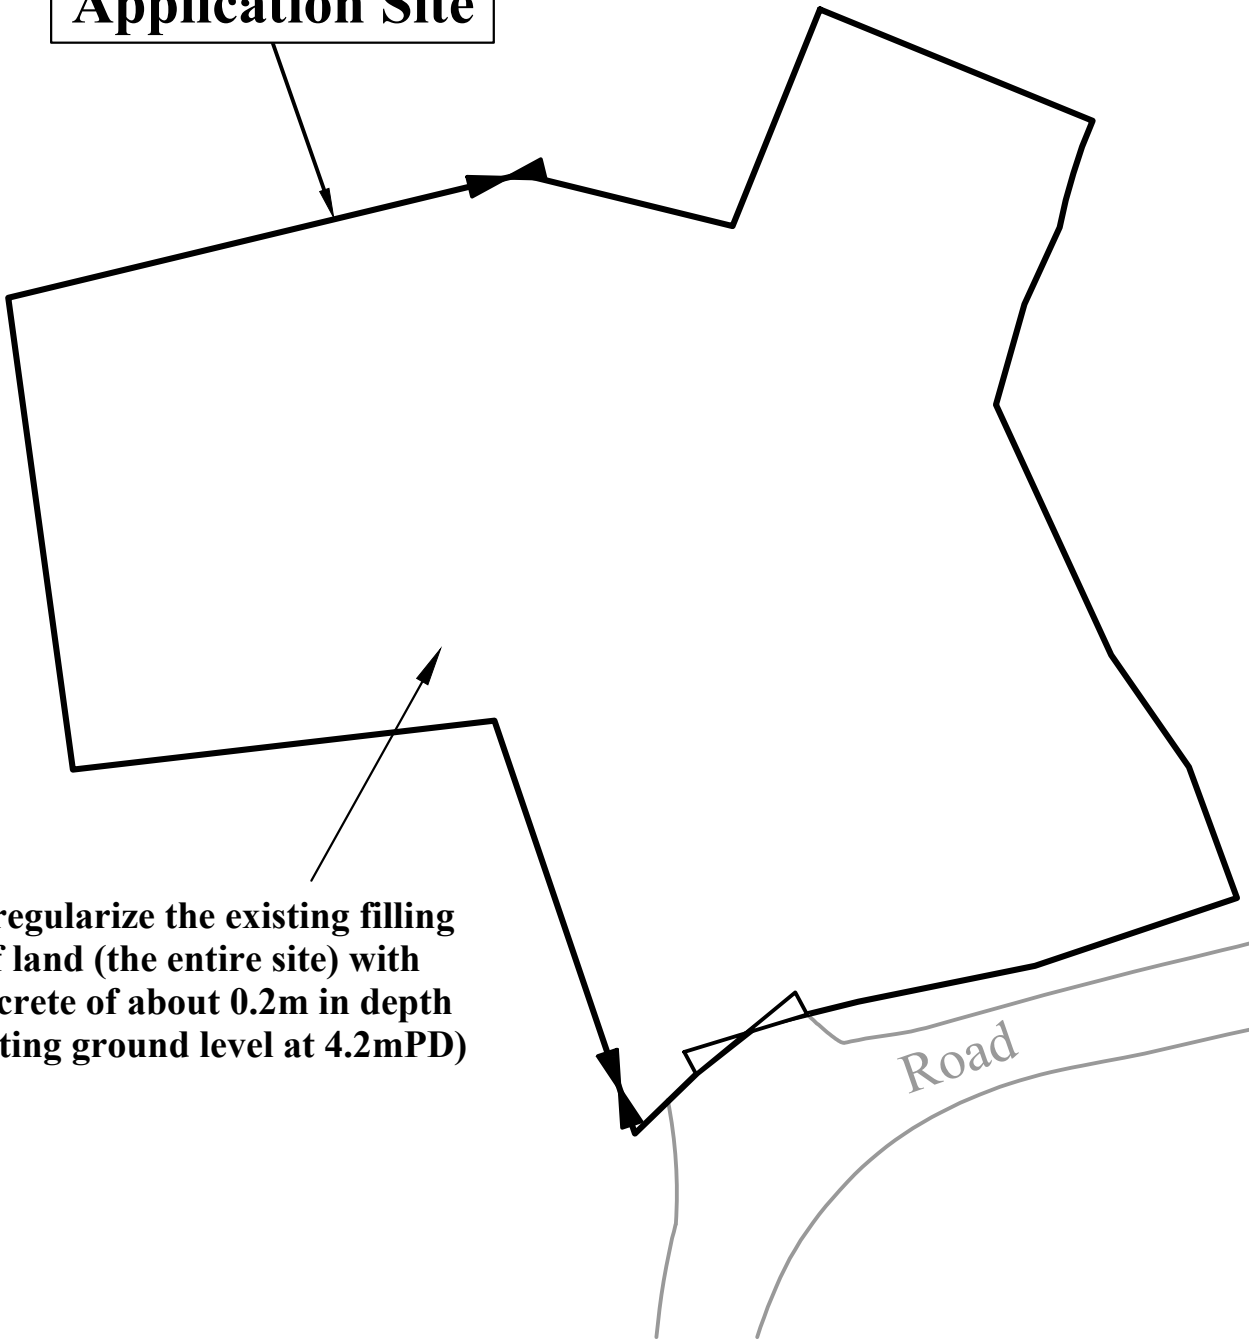 Application Site
regularize the existing filling
land (the entire site) with
crete of about 0.2m in depth
ting ground level at 4.2mPD)
Road